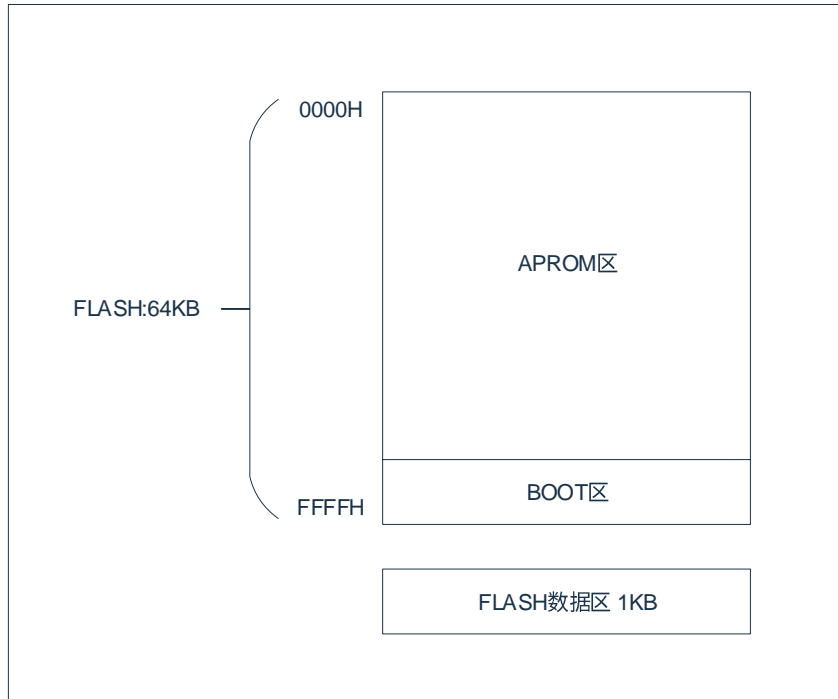 0000H
APROM区
FLASH:64KB
BOOT区
FFFFH
FLASH数据区 1KB